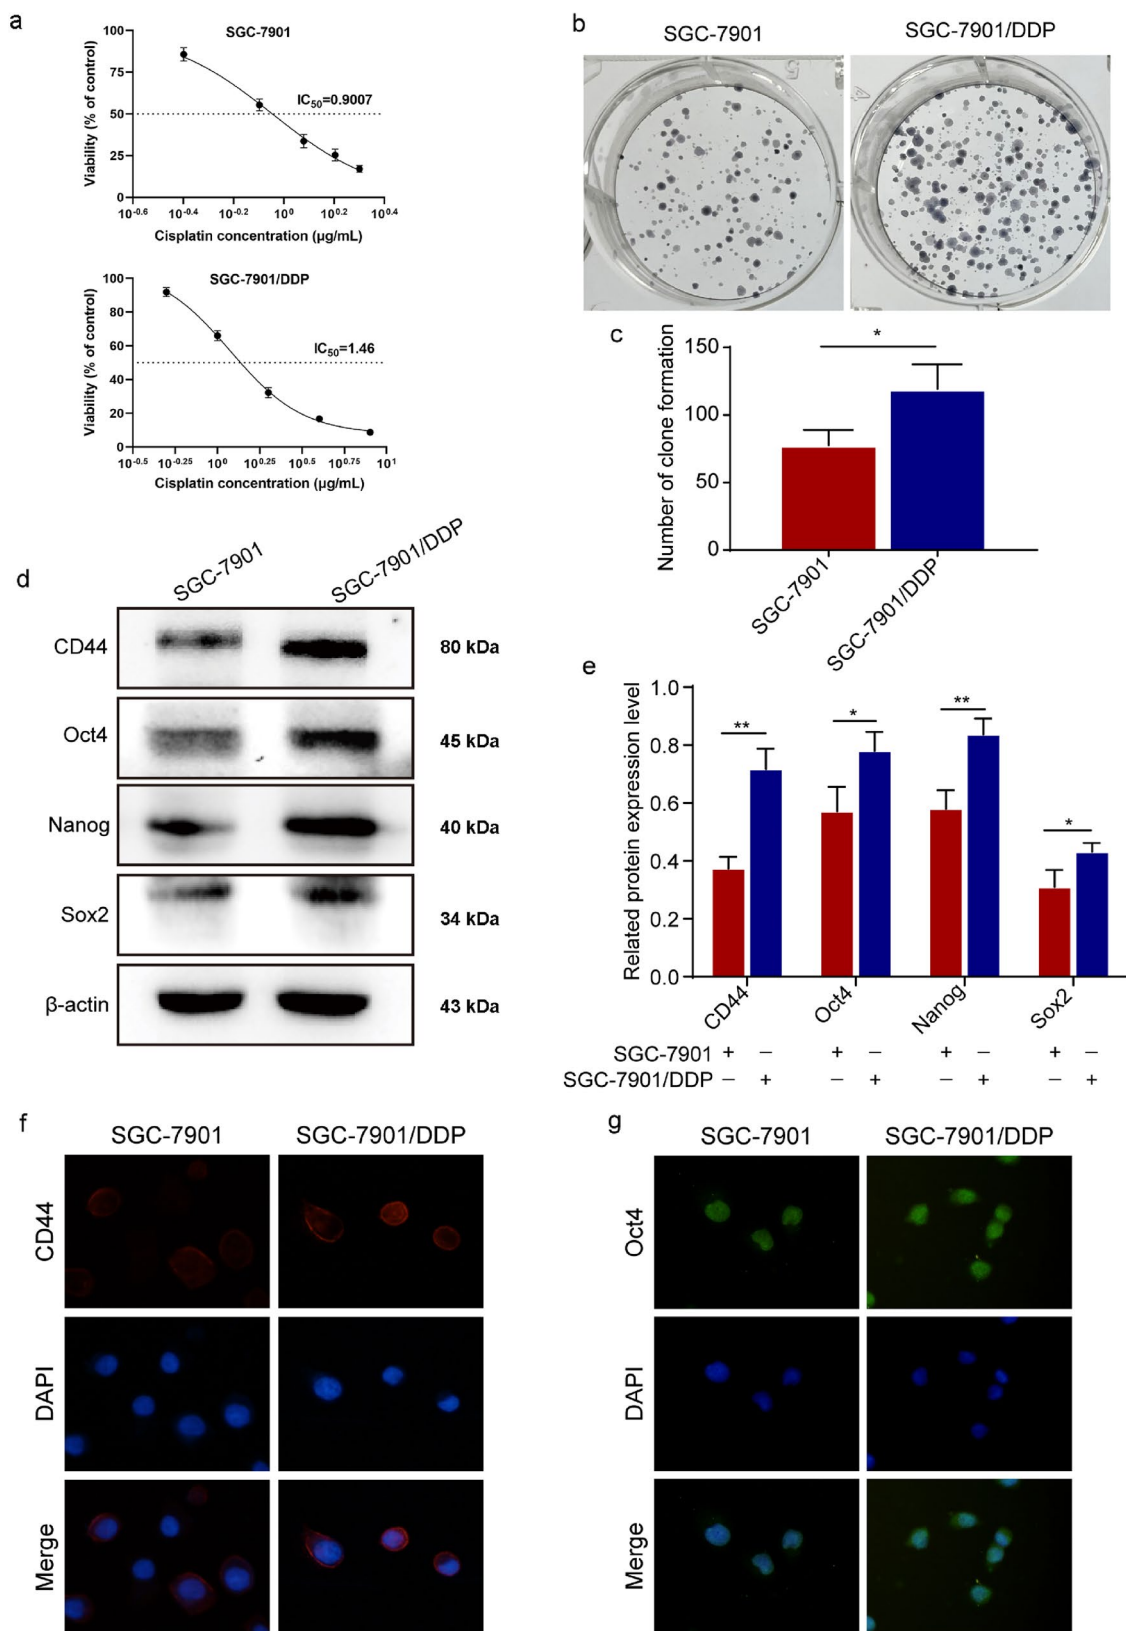 a
SGC-7901
Viability (% of control)
100
75
50
25
0
IC50=0.9007
10-0.6 10-0.4 10-0.2 100 100.2 100.4
Cisplatin concentration (µg/mL)
SGC-7901/DDP
Viability (% of control)
100
80
60
40
20
0
IC50=1.46
10-0.5 10-0.25 100 100.25 100.5 100.75 101
Cisplatin concentration (µg/mL)
b
SGC-7901 SGC-7901/DDP
c
Number of clone formation
150
100
50
0
*
SGC-7901
SGC-7901/DDP
d
SGC-7901 SGC-7901/DDP
CD44 80 kDa
Oct4 45 kDa
Nanog 40 kDa
Sox2 34 kDa
β-actin 43 kDa
e
Related protein expression level
1.0
0.8
0.6
0.4
0.2
0.0
** * ** *
CD44 Oct4 Nanog Sox2
SGC-7901 + − + − + − + −
SGC-7901/DDP − + − + − + − +
f
SGC-7901 SGC-7901/DDP
CD44
DAPI
Merge
g
SGC-7901 SGC-7901/DDP
Oct4
DAPI
Merge